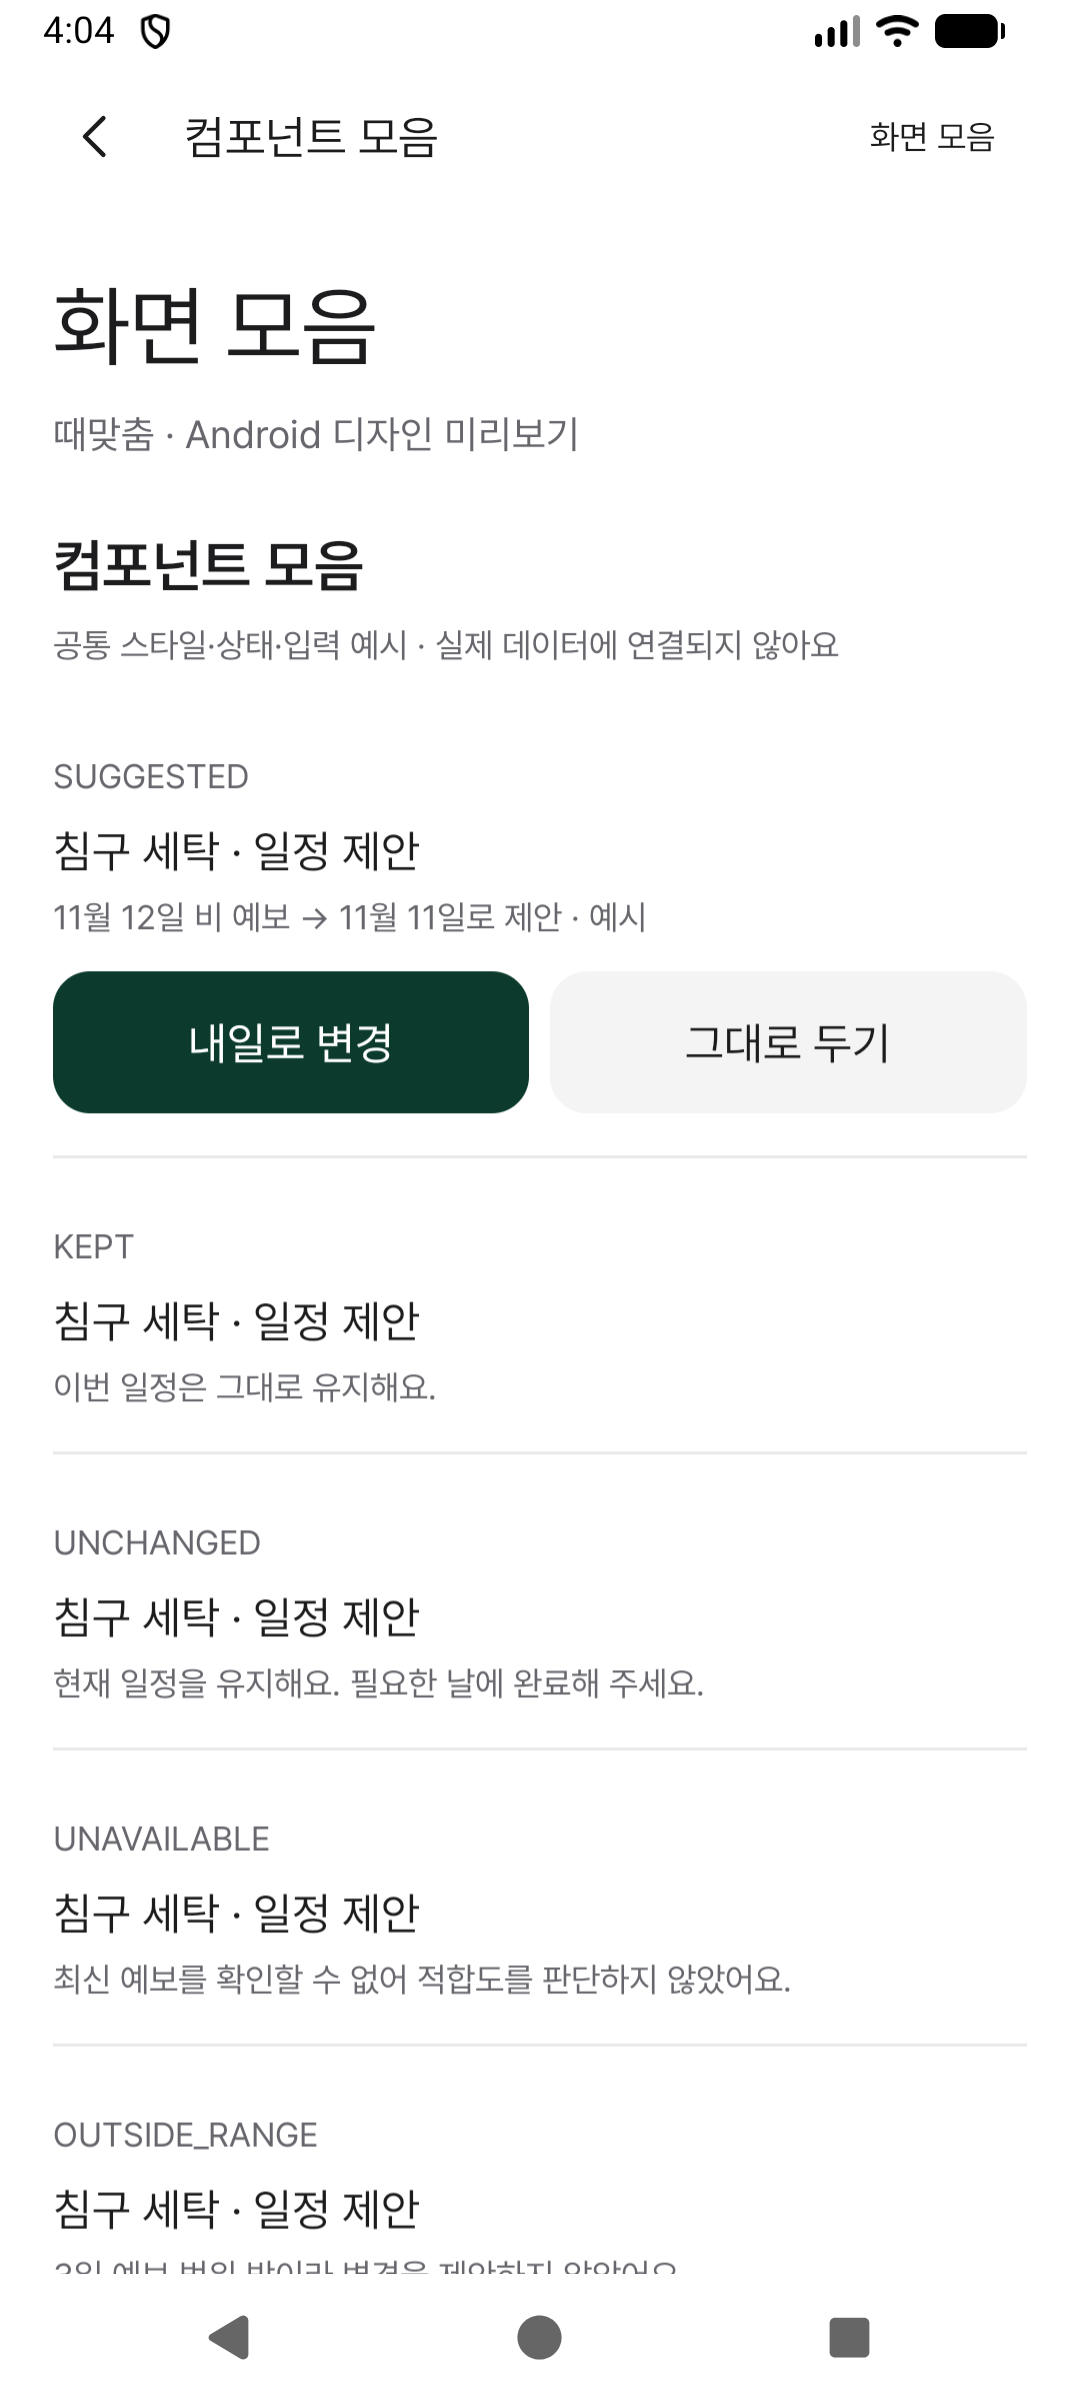 4:04
컴포넌트 모음
화면 모음
화면 모음
때맞춤 · Android 디자인 미리보기
컴포넌트 모음
공통 스타일·상태·입력 예시 · 실제 데이터에 연결되지 않아요
SUGGESTED
침구 세탁 · 일정 제안
11월 12일 비 예보 → 11월 11일로 제안 · 예시
내일로 변경
그대로 두기
KEPT
침구 세탁 · 일정 제안
이번 일정은 그대로 유지해요.
UNCHANGED
침구 세탁 · 일정 제안
현재 일정을 유지해요. 필요한 날에 완료해 주세요.
UNAVAILABLE
침구 세탁 · 일정 제안
최신 예보를 확인할 수 없어 적합도를 판단하지 않았어요.
OUTSIDE_RANGE
침구 세탁 · 일정 제안